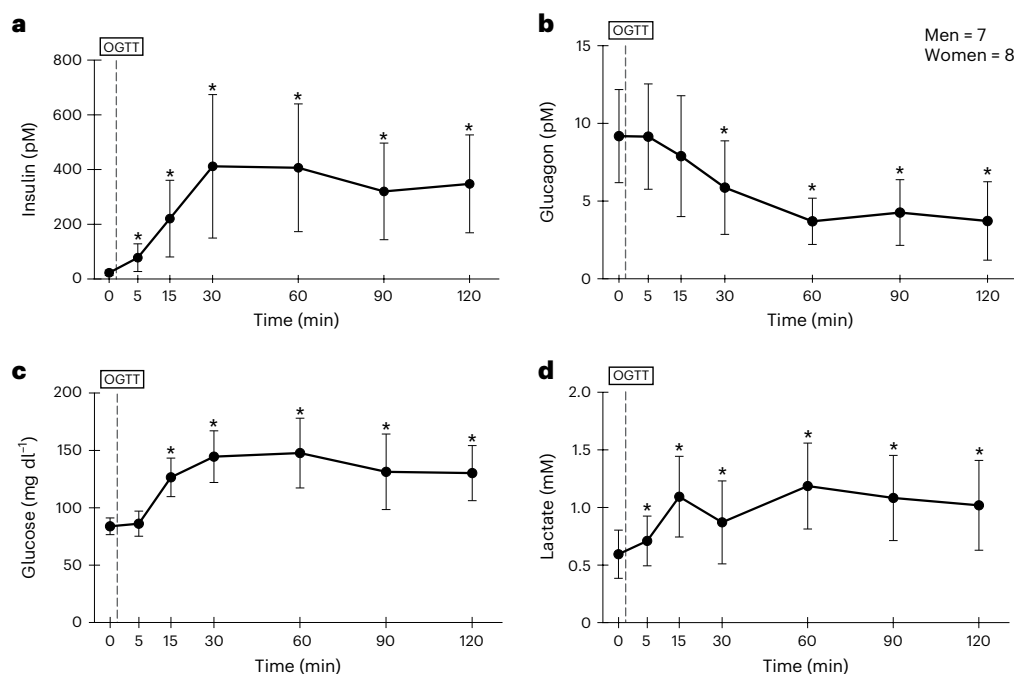 a
OGTT
800
600
400
200
0
Insulin (pM)
* * * * * *
0 5 15 30 60 90 120
Time (min)
b
OGTT
Men = 7
Women = 8
15
10
5
0
Glucagon (pM)
* * * *
0 5 15 30 60 90 120
Time (min)
c
OGTT
200
150
100
50
0
Glucose (mg dl⁻¹)
* * * * *
0 5 15 30 60 90 120
Time (min)
d
OGTT
2.0
1.5
1.0
0.5
0
Lactate (mM)
* * * * * *
0 5 15 30 60 90 120
Time (min)